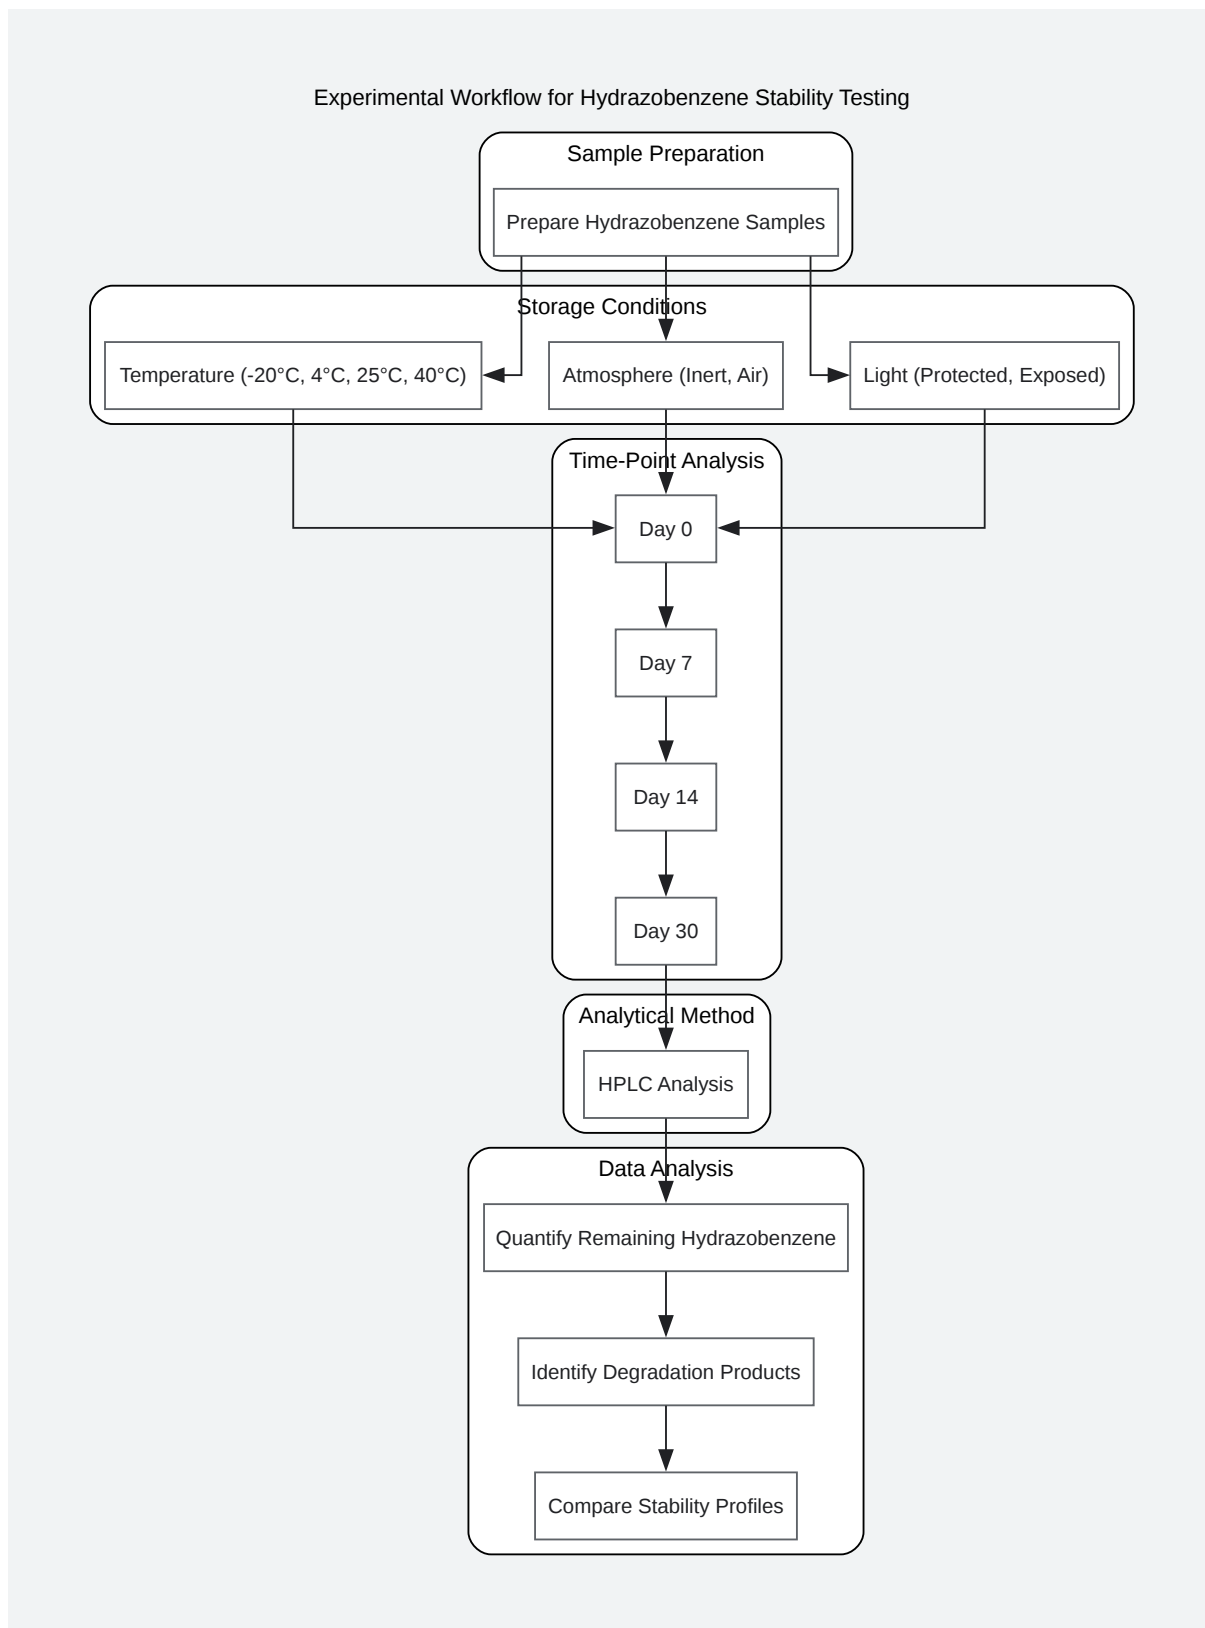 Experimental Workflow for Hydrazobenzene Stability Testing
Sample Preparation
Prepare Hydrazobenzene Samples
Storage Conditions
Temperature (-20°C, 4°C, 25°C, 40°C)
Atmosphere (Inert, Air)
Light (Protected, Exposed)
Time-Point Analysis
Day 0
Day 7
Day 14
Day 30
Analytical Method
HPLC Analysis
Data Analysis
Quantify Remaining Hydrazobenzene
Identify Degradation Products
Compare Stability Profiles